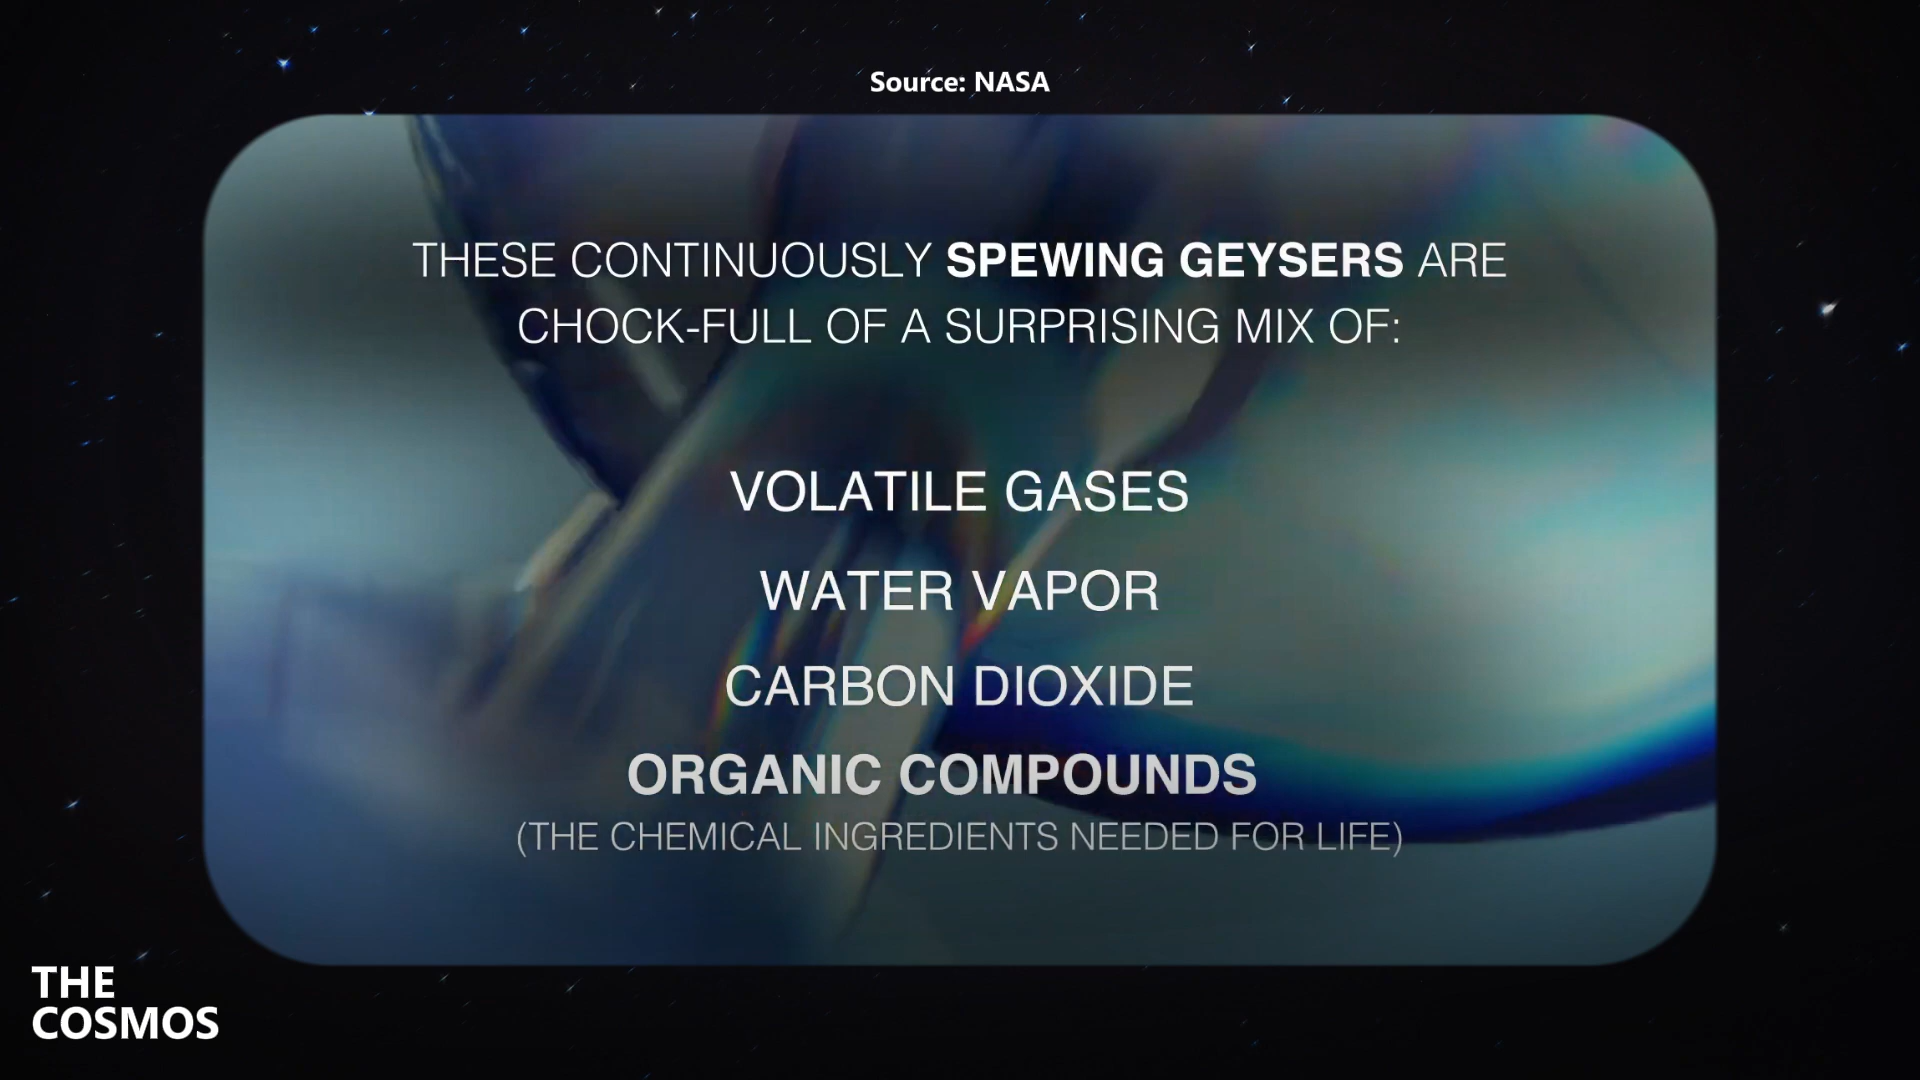 Source: NASA
THESE CONTINUOUSLY SPEWING GEYSERS ARE
CHOCK-FULL OF A SURPRISING MIX OF:
VOLATILE GASES
WATER VAPOR
CARBON DIOXIDE
ORGANIC COMPOUNDS
(THE CHEMICAL INGREDIENTS NEEDED FOR LIFE)
THE
COSMOS